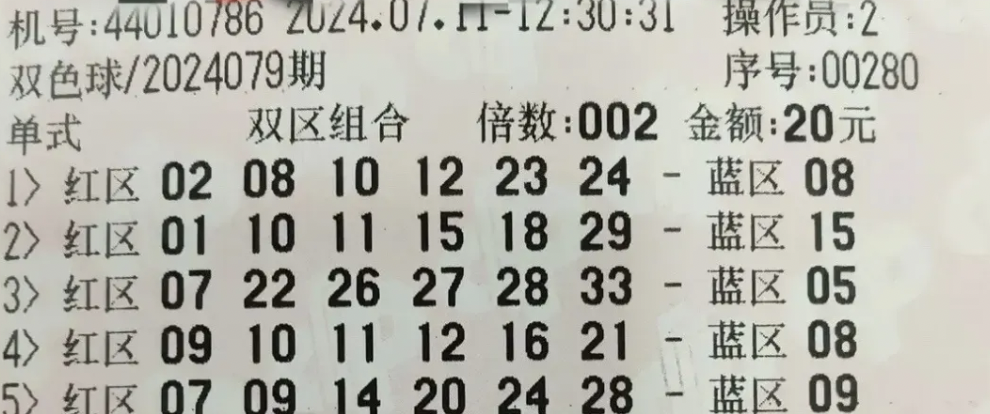 机号:44010786 2024.07.11-12:30:31 操作员:2
双色球/2024079期 序号:00280
单式 双区组合 倍数:002 金额:20元
1> 红区 02 08 10 12 23 24 - 蓝区 08
2> 红区 01 10 11 15 18 29 - 蓝区 15
3> 红区 07 22 26 27 28 33 - 蓝区 05
4> 红区 09 10 11 12 16 21 - 蓝区 08
5> 红区 07 09 14 20 24 28 - 蓝区 09